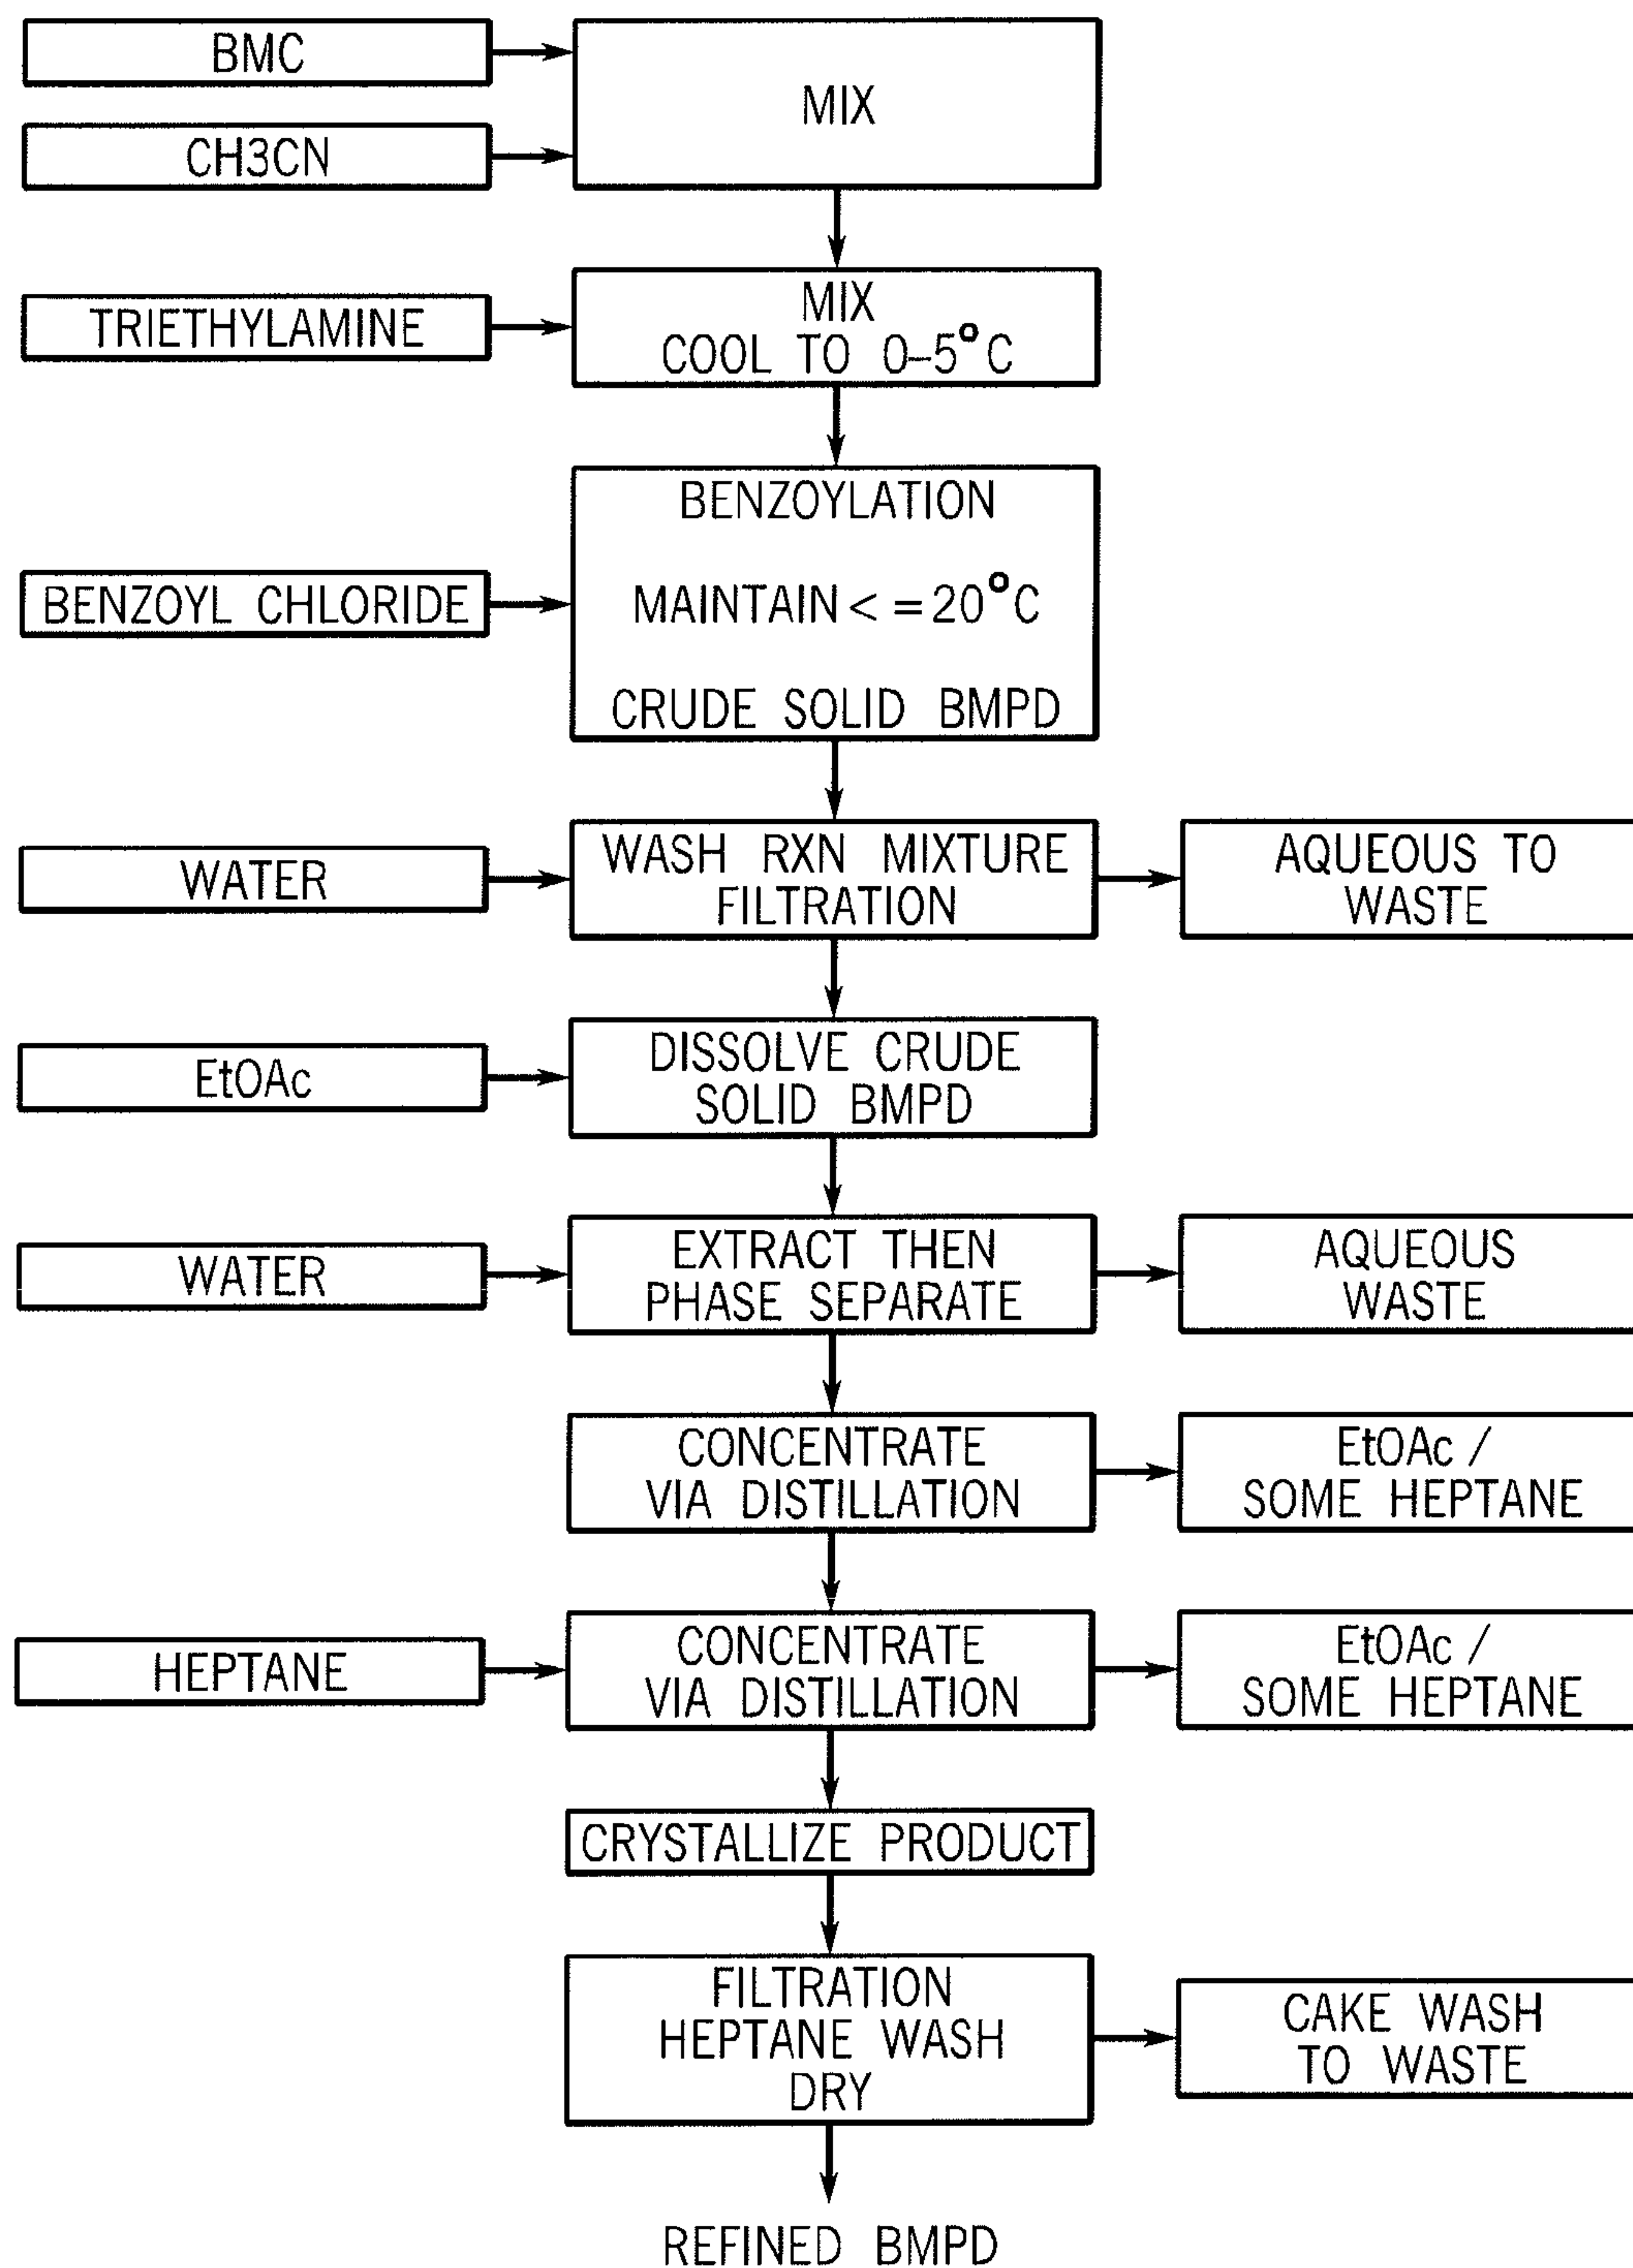 BMC
MIX
CH3CN
TRIETHYLAMINE
MIX
COOL TO 0–5°C
BENZOYL CHLORIDE
BENZOYLATION
MAINTAIN < = 20°C
CRUDE SOLID BMPD
WATER
WASH RXN MIXTURE
FILTRATION
AQUEOUS TO
WASTE
EtOAc
DISSOLVE CRUDE
SOLID BMPD
WATER
EXTRACT THEN
PHASE SEPARATE
AQUEOUS
WASTE
CONCENTRATE
VIA DISTILLATION
EtOAc /
SOME HEPTANE
HEPTANE
CONCENTRATE
VIA DISTILLATION
EtOAc /
SOME HEPTANE
CRYSTALLIZE PRODUCT
FILTRATION
HEPTANE WASH
DRY
CAKE WASH
TO WASTE
REFINED BMPD